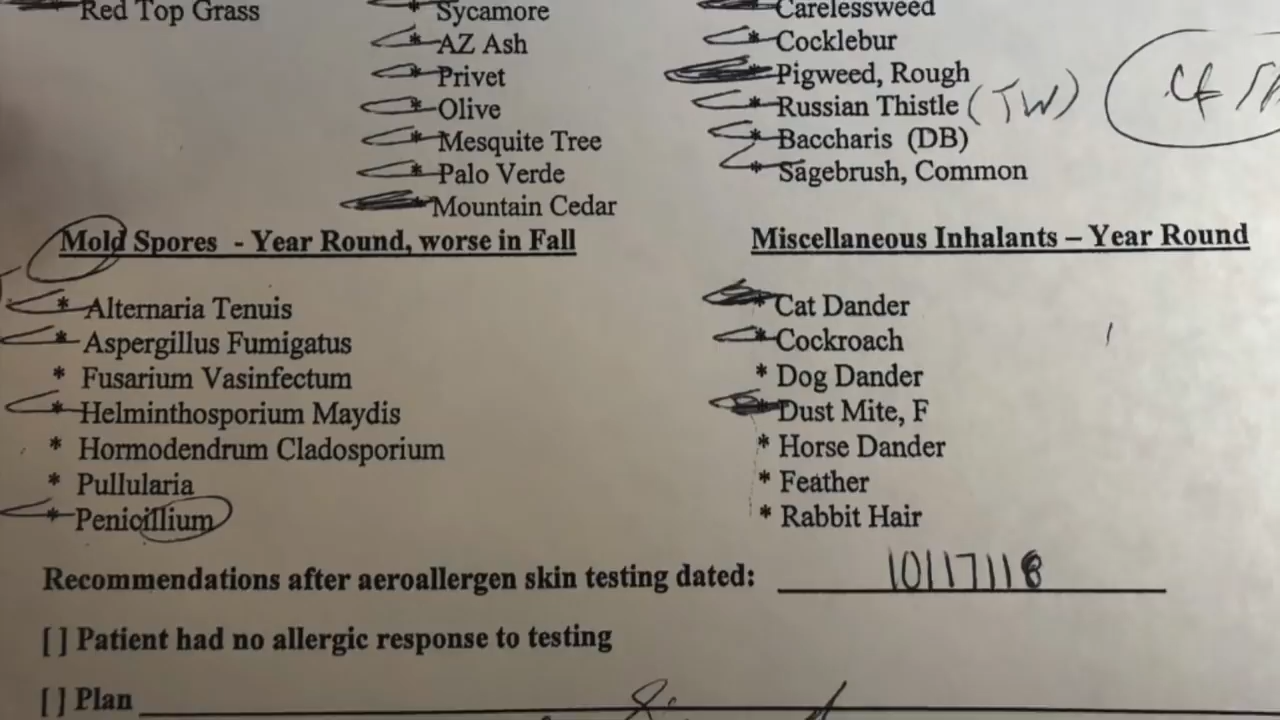 Red Top Grass
* Sycamore
* AZ Ash
* Privet
* Olive
* Mesquite Tree
* Palo Verde
Mountain Cedar
Carelessweed
* Cocklebur
Pigweed, Rough
* Russian Thistle (TW)
* Baccharis (DB)
* Sagebrush, Common
Mold Spores - Year Round, worse in Fall
* Alternaria Tenuis
* Aspergillus Fumigatus
* Fusarium Vasinfectum
* Helminthosporium Maydis
* Hormodendrum Cladosporium
* Pullularia
* Penicillium
Miscellaneous Inhalants – Year Round
* Cat Dander
* Cockroach
* Dog Dander
* Dust Mite, F
* Horse Dander
* Feather
* Rabbit Hair
Recommendations after aeroallergen skin testing dated: 10/17/18
[ ] Patient had no allergic response to testing
[ ] Plan